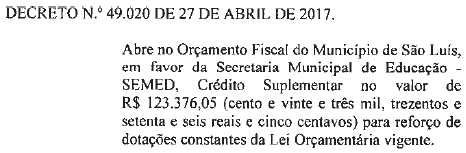 DECRETO N.º 49.020 DE 27 DE ABRIL DE 2017.
Abre no Orçamento Fiscal do Município de São Luís,
em favor da Secretaria Municipal de Educação -
SEMED, Crédito Suplementar no valor de
R$ 123.376,05 (cento e vinte e três mil, trezentos e
setenta e seis reais e cinco centavos) para reforço de
dotações constantes da Lei Orçamentária vigente.